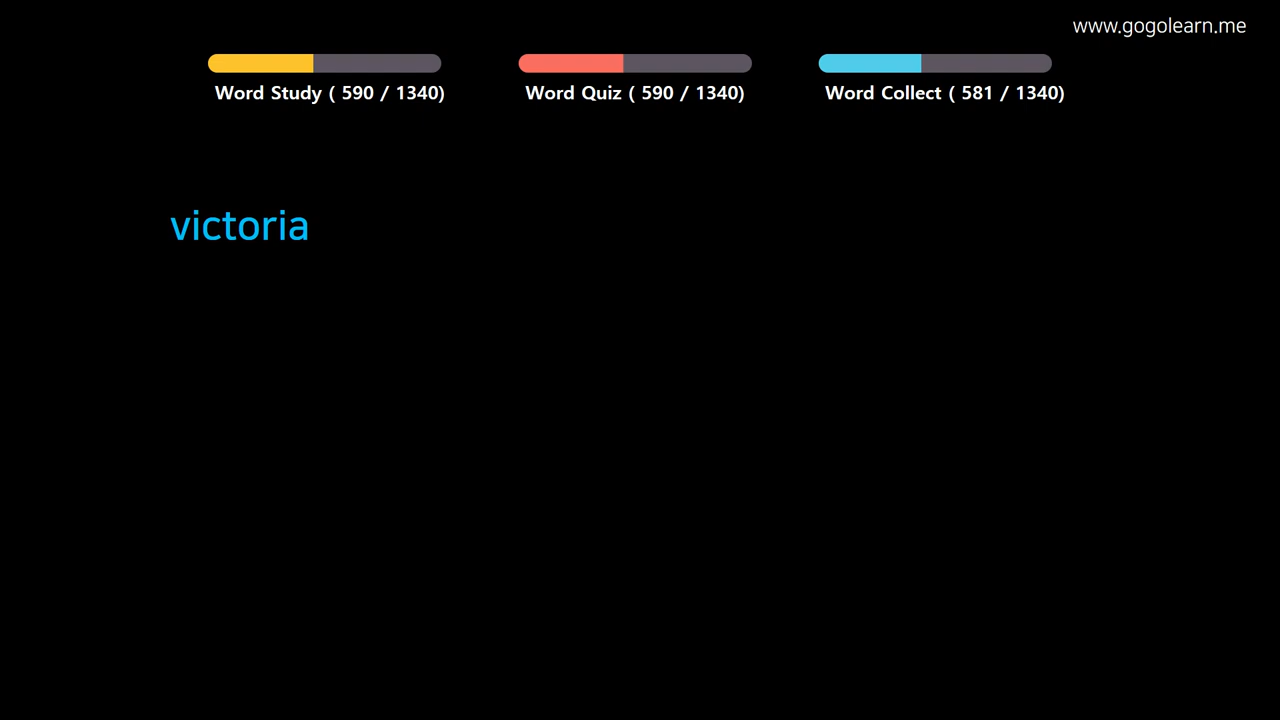 www.gogolearn.me
Word Study ( 590 / 1340)
Word Quiz ( 590 / 1340)
Word Collect ( 581 / 1340)
victoria